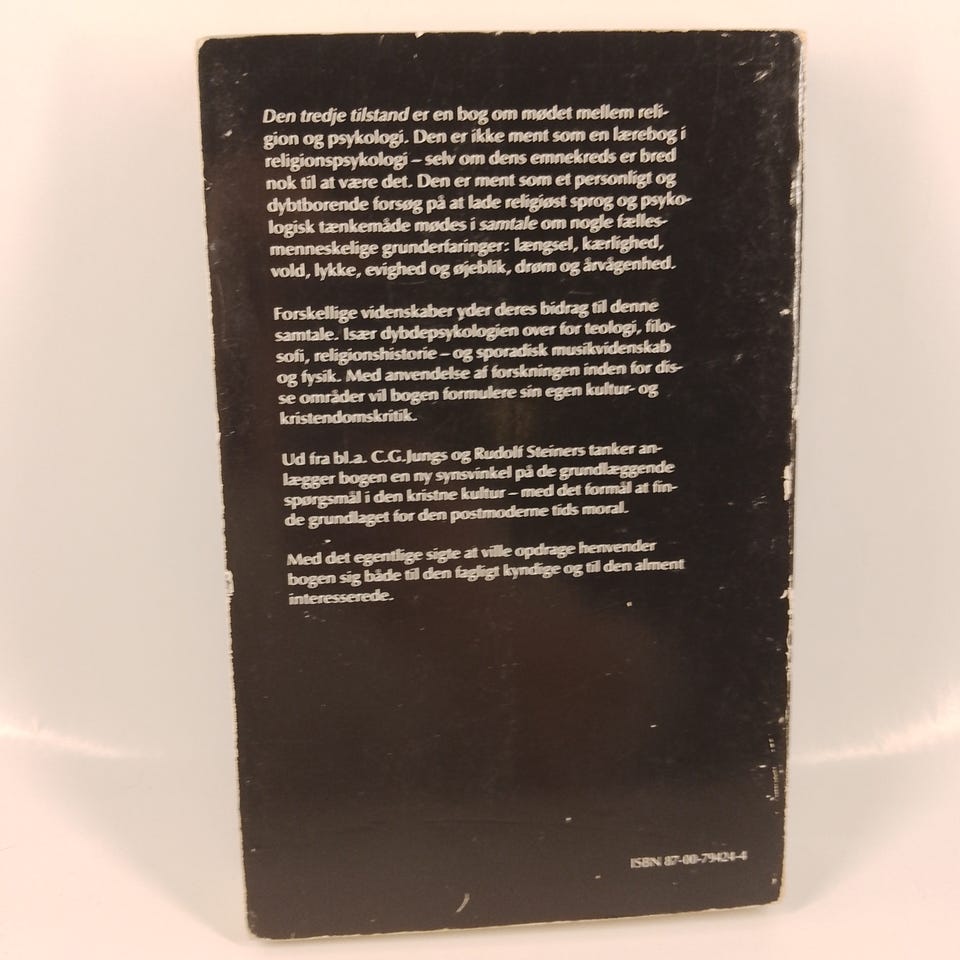 Den tredje tilstand er en bog om mødet mellem reli-
gion og psykologi. Den er ikke ment som en lærebog i
religionspsykologi – selv om dens emnekreds er bred
nok til at være det. Den er ment som et personligt og
dybtborende forsøg på at lade religiøst sprog og psyko-
logisk tænkemåde mødes i samtale om nogle fælles-
menneskelige grunderfaringer: længsel, kærlighed,
vold, lykke, evighed og øjeblik, drøm og årvågenhed.
Forskellige videnskaber yder deres bidrag til denne
samtale. Især dybdepsykologien over for teologi, filo-
sofi, religionshistorie – og sporadisk musikvidenskab
og fysik. Med anvendelse af forskningen inden for dis-
se områder vil bogen formulere sin egen kultur- og
kristendomskritik.
Ud fra bl.a. C.G.Jungs og Rudolf Steiners tanker an-
lægger bogen en ny synsvinkel på de grundlæggende
spørgsmål i den kristne kultur – med det formål at fin-
de grundlaget for den postmoderne tids moral.
Med det egentlige sigte at ville opdrage henvender
bogen sig både til den fagligt kyndige og til den alment
interesserede.
ISBN 87-00-79424-4